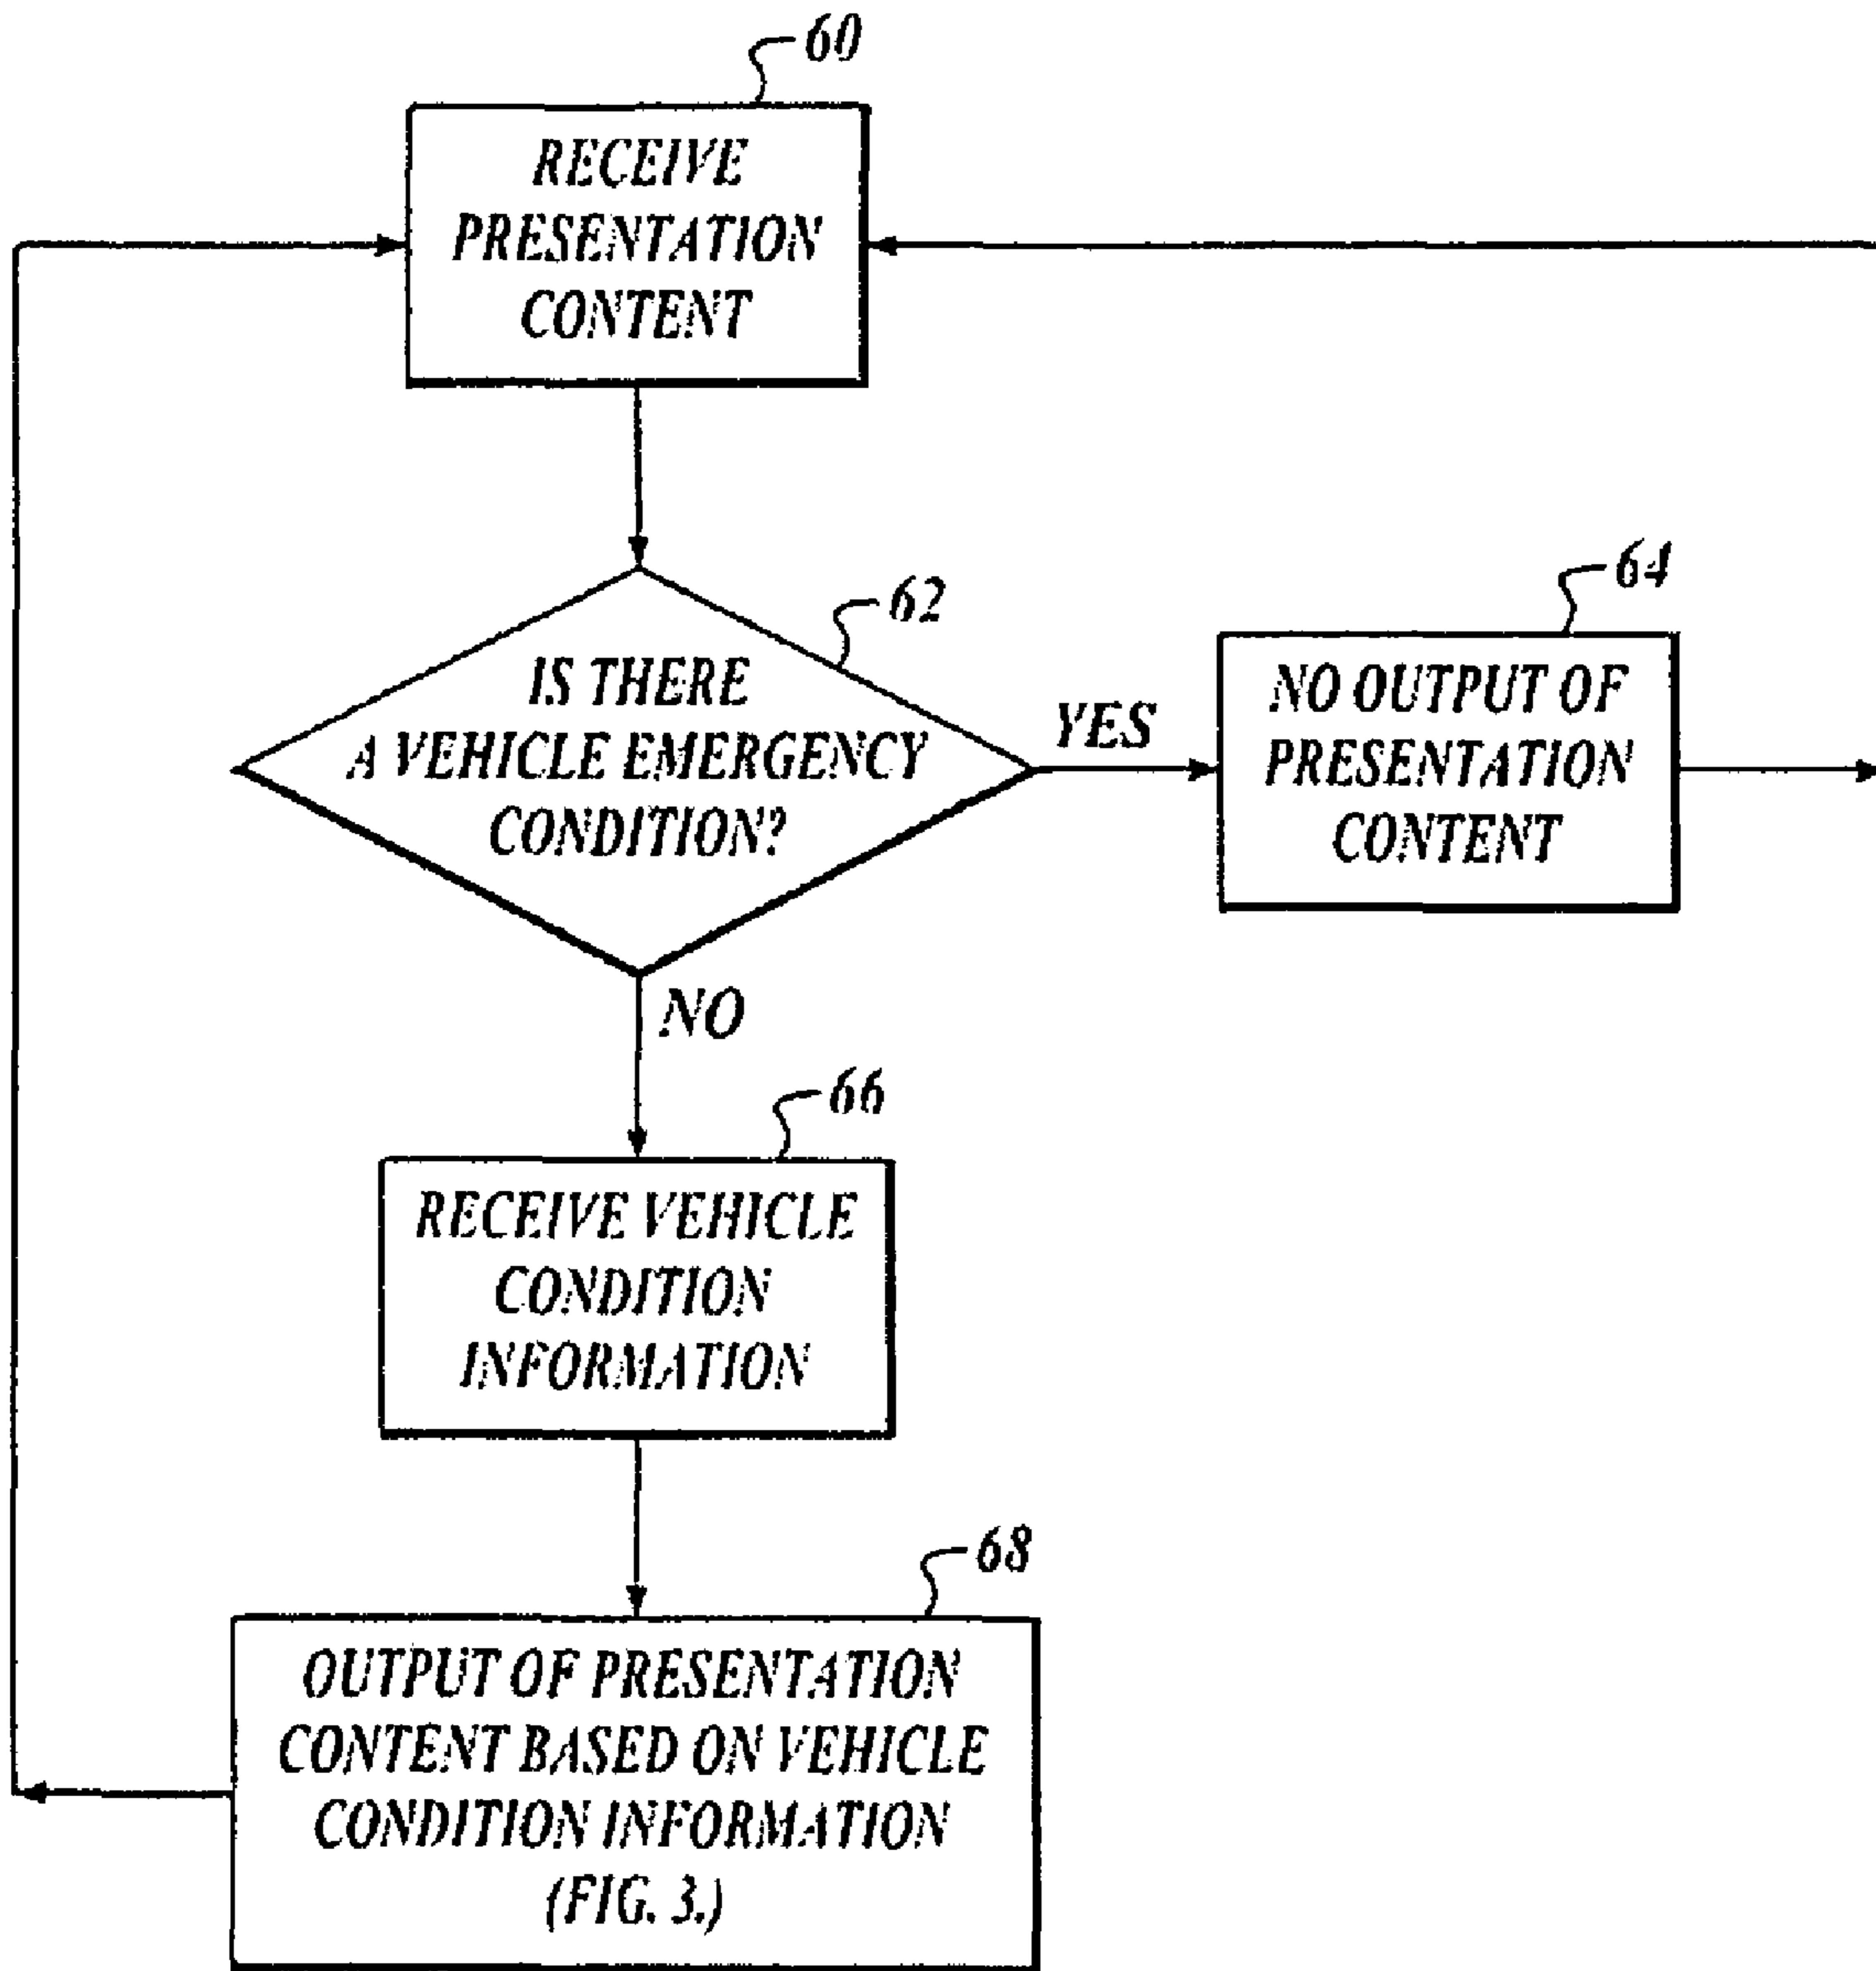 60
RECEIVE
PRESENTATION
CONTENT
62
IS THERE
A VEHICLE EMERGENCY
CONDITION?
YES
64
NO OUTPUT OF
PRESENTATION
CONTENT
NO
66
RECEIVE VEHICLE
CONDITION
INFORMATION
68
OUTPUT OF PRESENTATION
CONTENT BASED ON VEHICLE
CONDITION INFORMATION
(FIG. 3.)